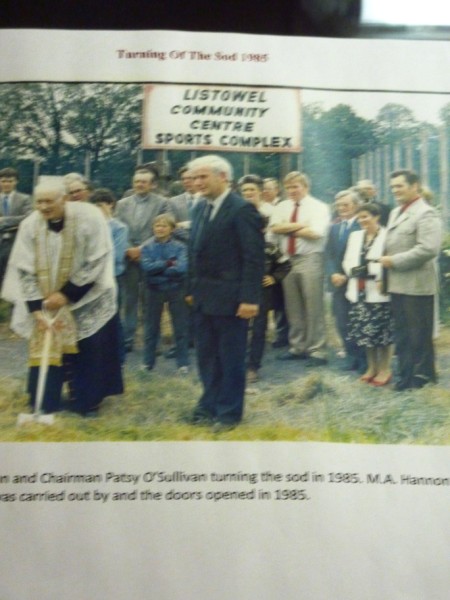 Turning Of The Sod 1985
LISTOWEL
COMMUNITY
CENTRE
SPORTS COMPLEX
and Chairman Patsy O'Sullivan turning the sod in 1985. M.A. Hannon
was carried out by and the doors opened in 1985.